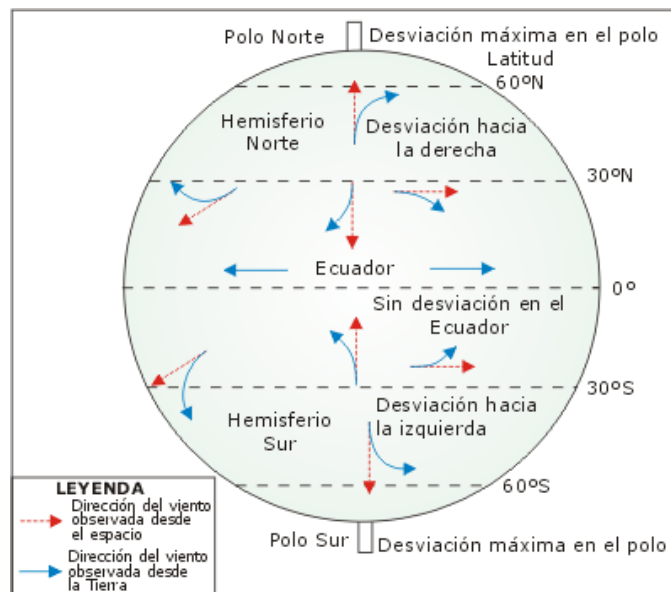 Polo Norte
Desviación máxima en el polo
Latitud
60ºN
Hemisferio
Norte
Desviación hacia
la derecha
30ºN
Ecuador
0º
Sin desviación en el
Ecuador
30ºS
Hemisferio
Sur
Desviación hacia
la izquierda
60ºS
Polo Sur
Desviación máxima en el polo
LEYENDA
Dirección del viento
observada desde
el espacio
Dirección del viento
observada desde
la Tierra